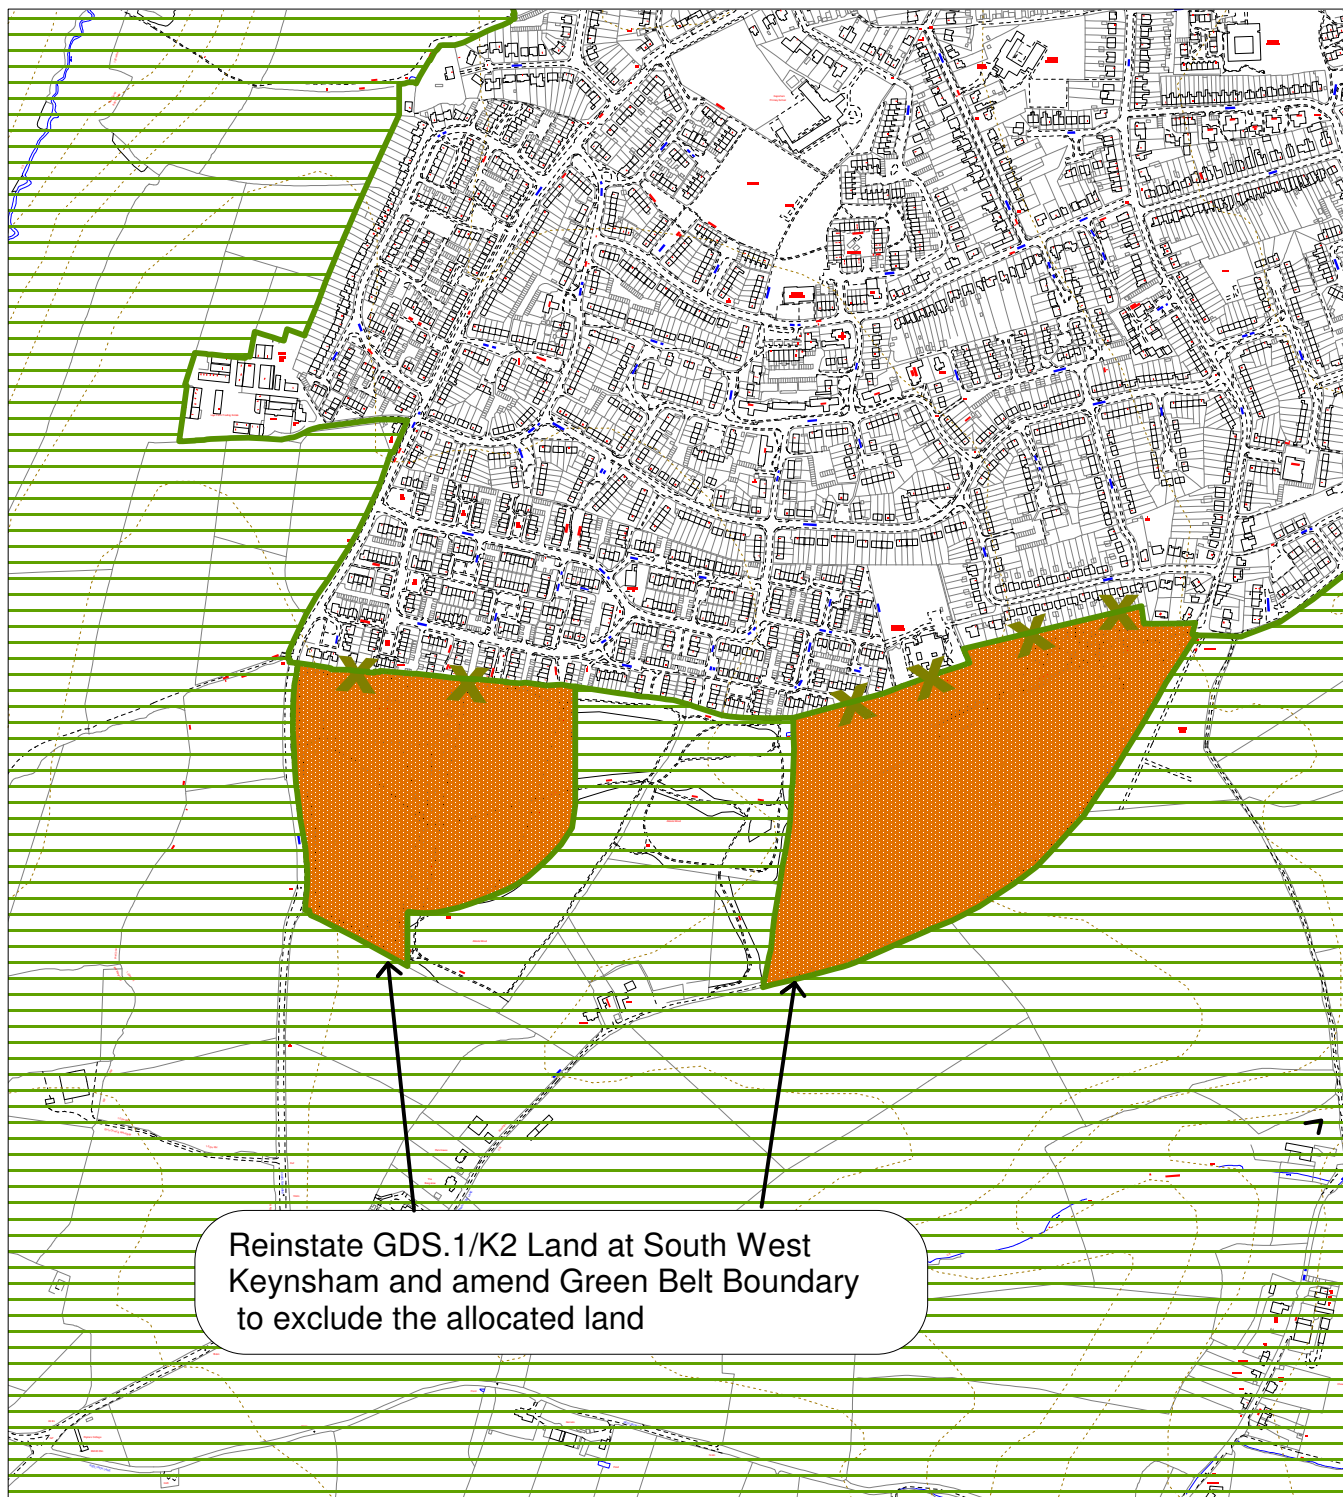 Reinstate GDS.1/K2 Land at South West
Keynsham and amend Green Belt Boundary
to exclude the allocated land